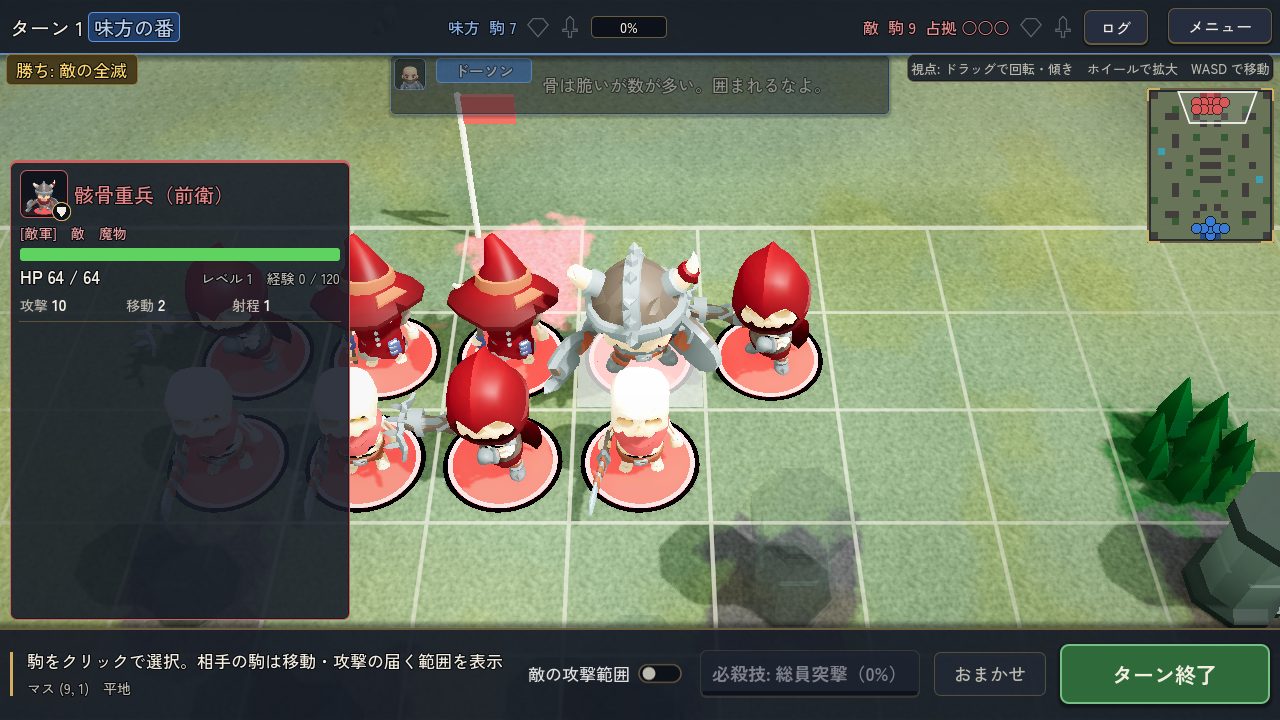 ターン 1 味方の番
味方 駒 7 0%
敵 駒 9 占拠 〇〇〇
ログ
メニュー
勝ち: 敵の全滅
ドーソン
骨は脆いが数が多い。囲まれるなよ。
視点: ドラッグで回転・傾き ホイールで拡大 WASD で移動
骸骨重兵（前衛）
[敵軍] 敵 魔物
HP 64 / 64 レベル 1 経験 0 / 120
攻撃 10 移動 2 射程 1
駒をクリックで選択。相手の駒は移動・攻撃の届く範囲を表示
マス (9, 1) 平地
敵の攻撃範囲
必殺技: 総員突撃（0%）
おまかせ
ターン終了